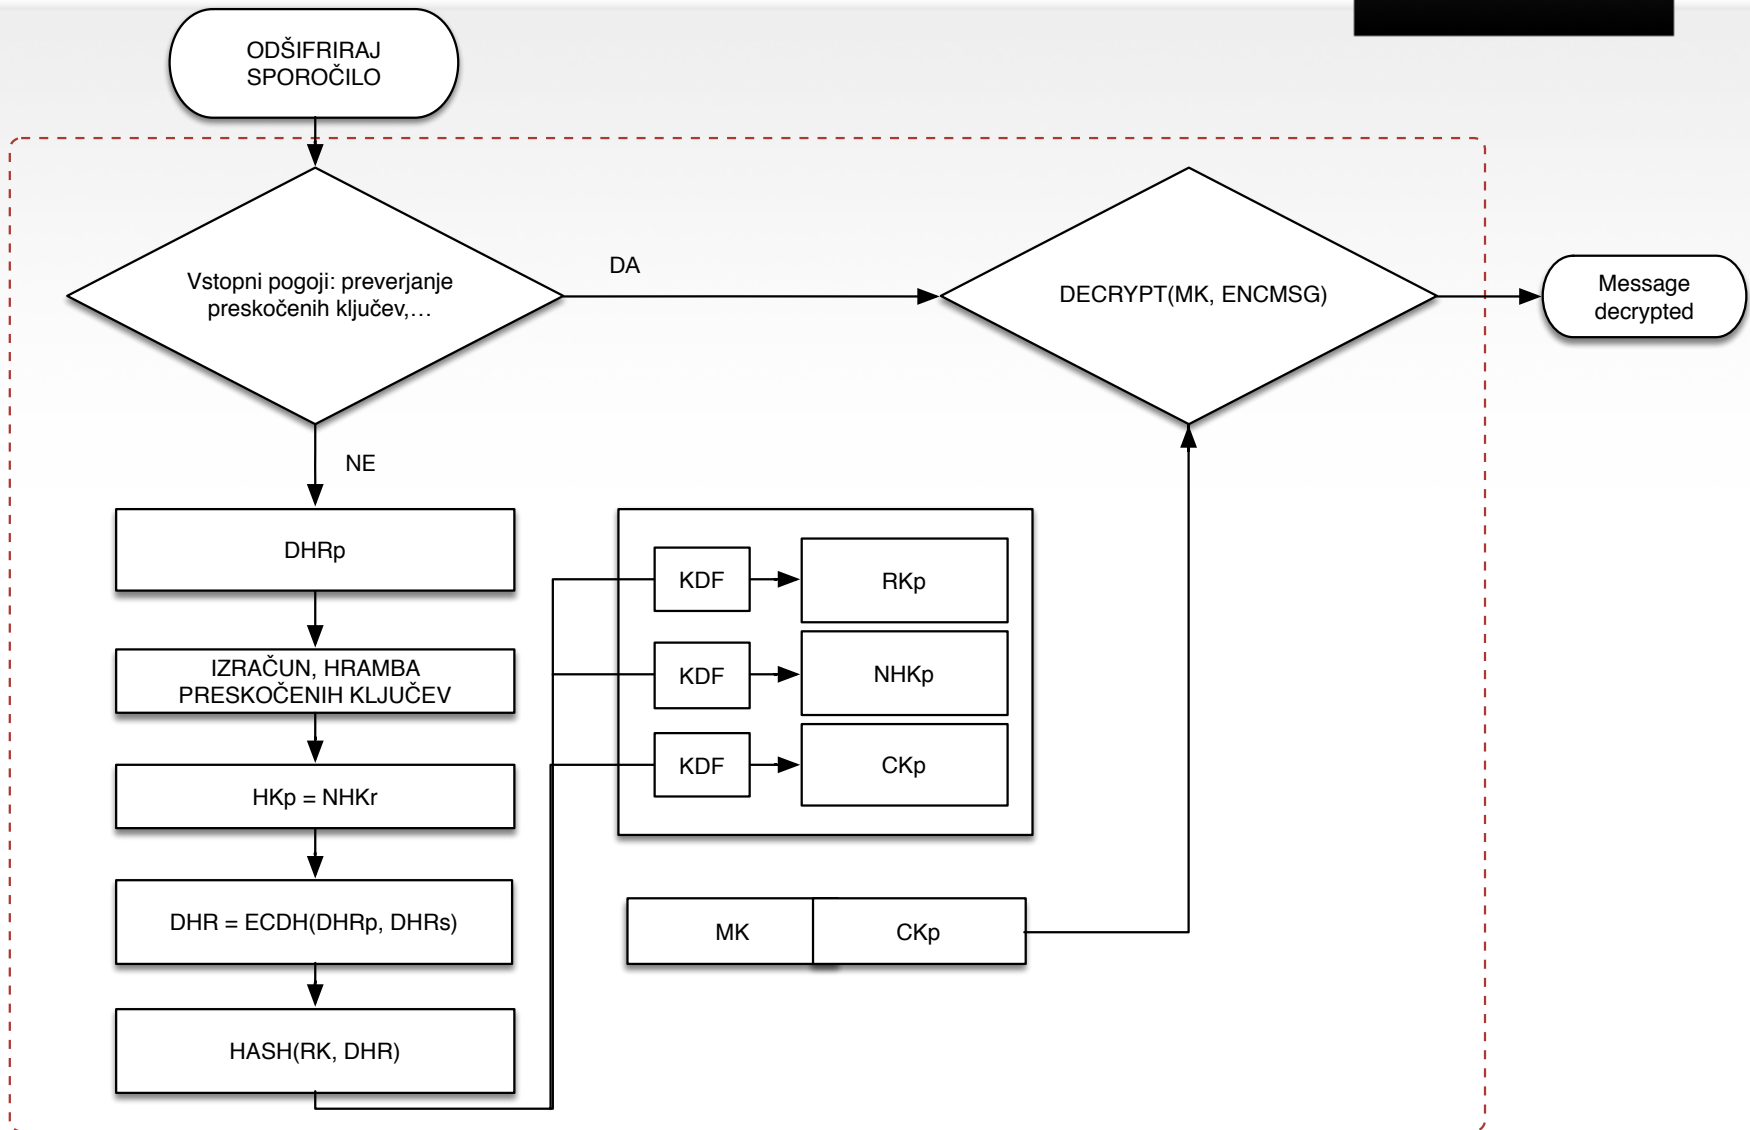 ODŠIFRIRAJ
SPOROČILO
Vstopni pogoji: preverjanje
preskočenih ključev,...
DA
DECRYPT(MK, ENCMSG)
Message
decrypted
NE
DHRp
IZRAČUN, HRAMBA
PRESKOČENIH KLJUČEV
HKp = NHKr
DHR = ECDH(DHRp, DHRs)
HASH(RK, DHR)
KDF
RKp
KDF
NHKp
KDF
CKp
MK
CKp